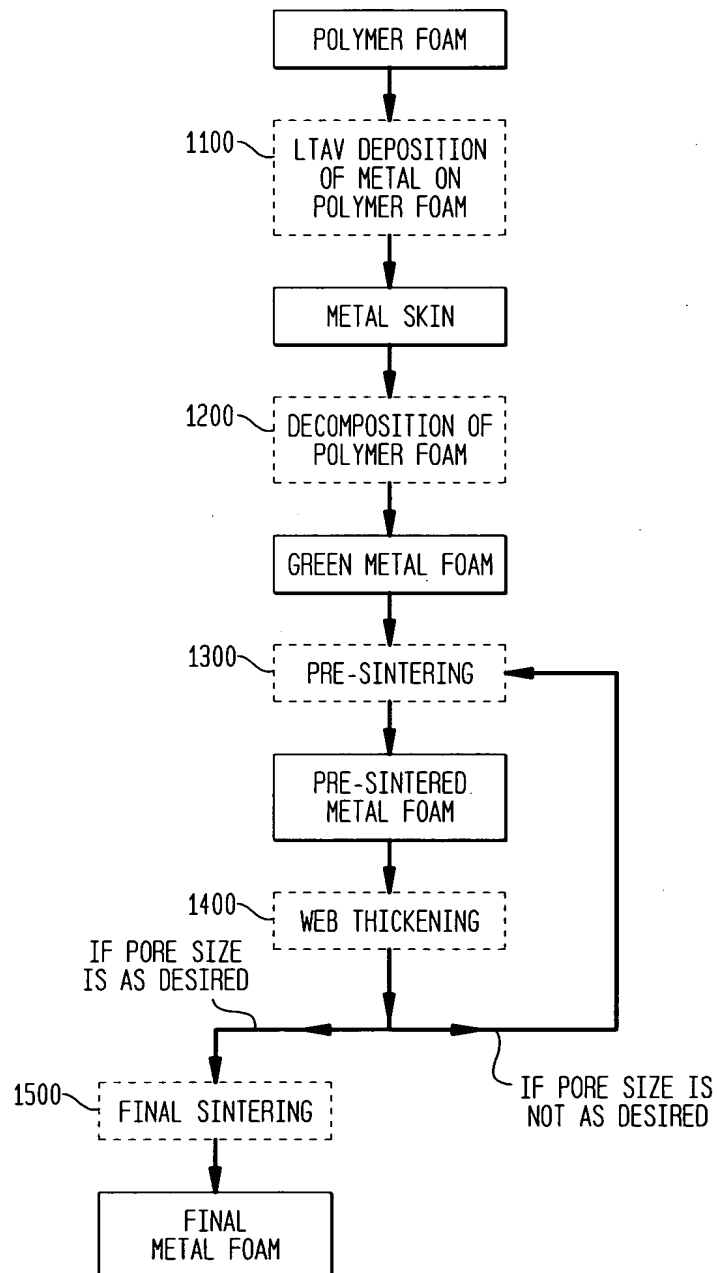 POLYMER FOAM
1100
LTAV DEPOSITION
OF METAL ON
POLYMER FOAM
METAL SKIN
1200
DECOMPOSITION OF
POLYMER FOAM
GREEN METAL FOAM
1300
PRE-SINTERING
PRE-SINTERED
METAL FOAM
1400
WEB THICKENING
IF PORE SIZE
IS AS DESIRED
IF PORE SIZE IS
NOT AS DESIRED
1500
FINAL SINTERING
FINAL
METAL FOAM